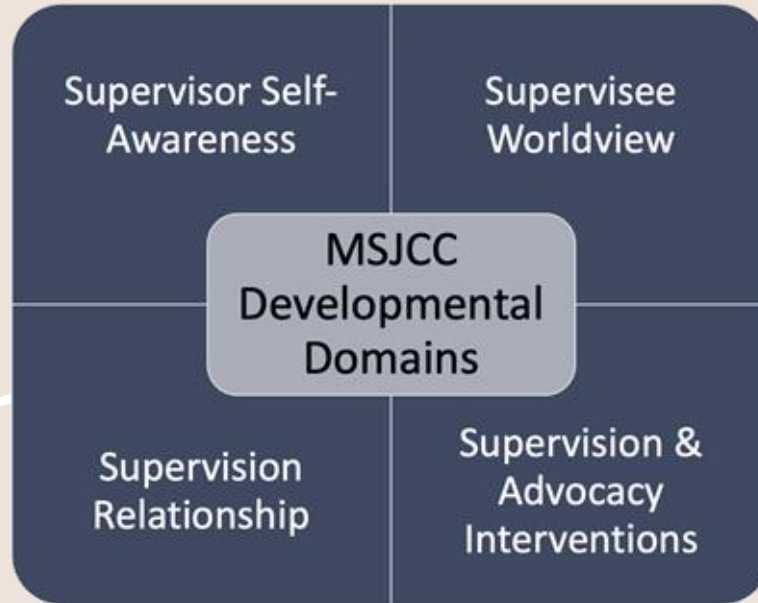 Supervisor Self-
Awareness
Supervisee
Worldview
MSJCC
Developmental
Domains
Supervision
Relationship
Supervision &
Advocacy
Interventions